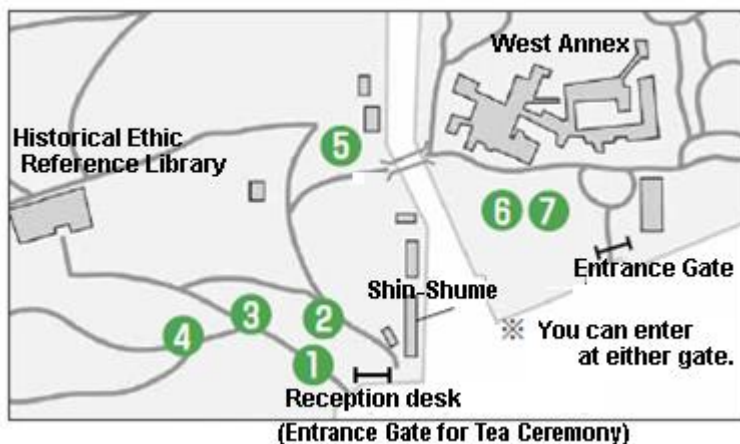 West Annex
Historical Ethic
Reference Library
5
6 7
Entrance Gate
Shin-Shume
3
2
4
1
※ You can enter
at either gate.
Reception desk
(Entrance Gate for Tea Ceremony)